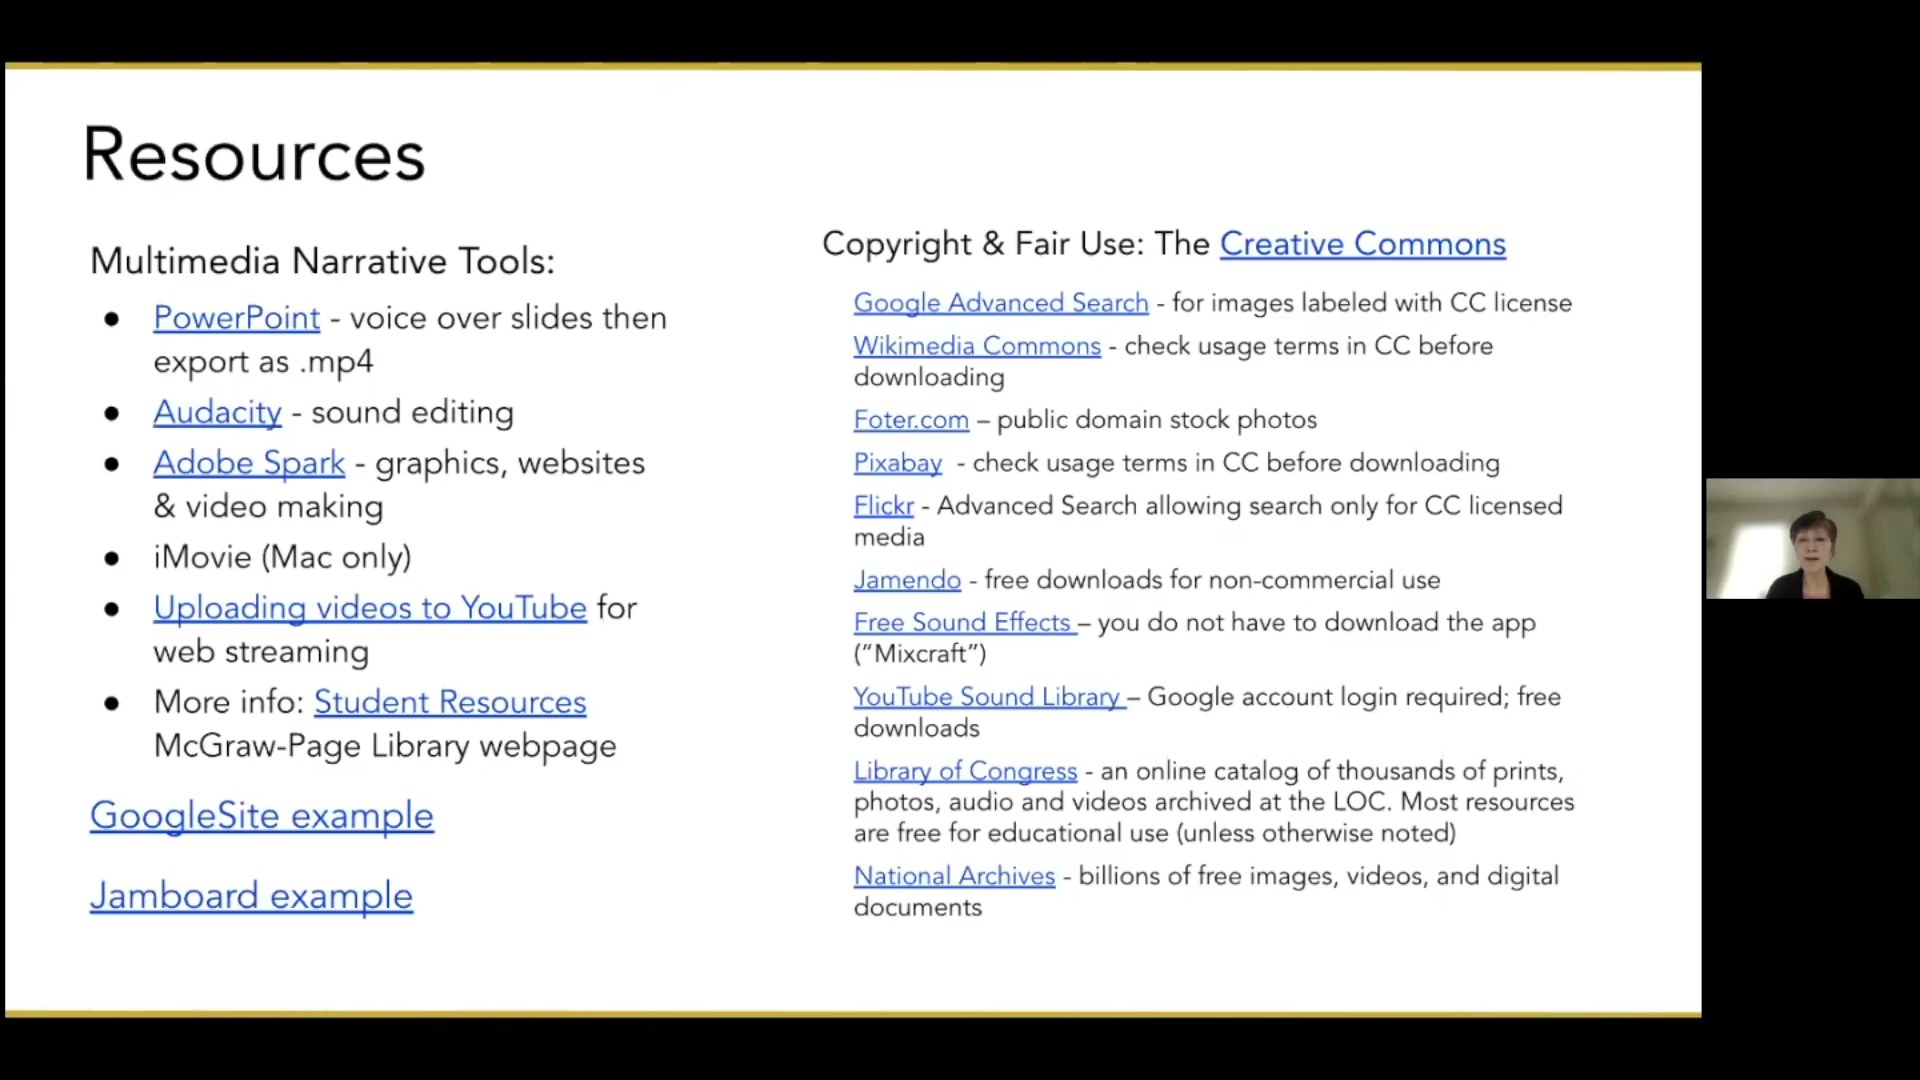 Resources
Multimedia Narrative Tools:
● PowerPoint - voice over slides then
export as .mp4
● Audacity - sound editing
● Adobe Spark - graphics, websites
& video making
● iMovie (Mac only)
● Uploading videos to YouTube for
web streaming
● More info: Student Resources
McGraw-Page Library webpage
GoogleSite example
Jamboard example
Copyright & Fair Use: The Creative Commons
Google Advanced Search - for images labeled with CC license
Wikimedia Commons - check usage terms in CC before
downloading
Foter.com – public domain stock photos
Pixabay - check usage terms in CC before downloading
Flickr - Advanced Search allowing search only for CC licensed
media
Jamendo - free downloads for non-commercial use
Free Sound Effects – you do not have to download the app
(“Mixcraft”)
YouTube Sound Library – Google account login required; free
downloads
Library of Congress - an online catalog of thousands of prints,
photos, audio and videos archived at the LOC. Most resources
are free for educational use (unless otherwise noted)
National Archives - billions of free images, videos, and digital
documents